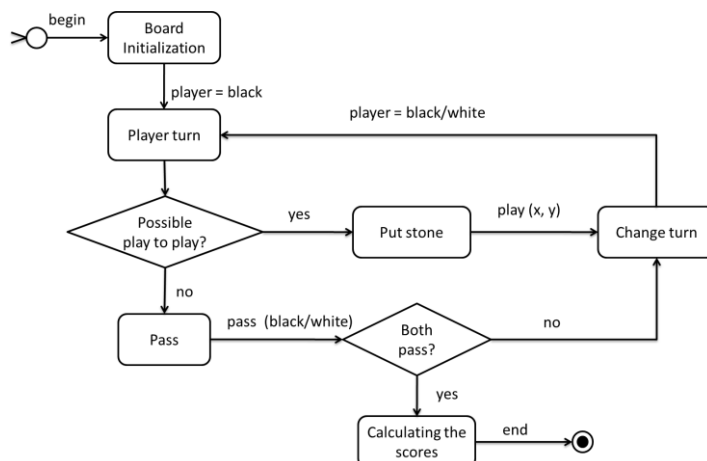 begin
Board
Initialization
player = black
player = black/white
Player turn
Possible
play to play?
yes
Put stone
play (x, y)
Change turn
no
Pass
pass (black/white)
Both
pass?
no
yes
Calculating the
scores
end